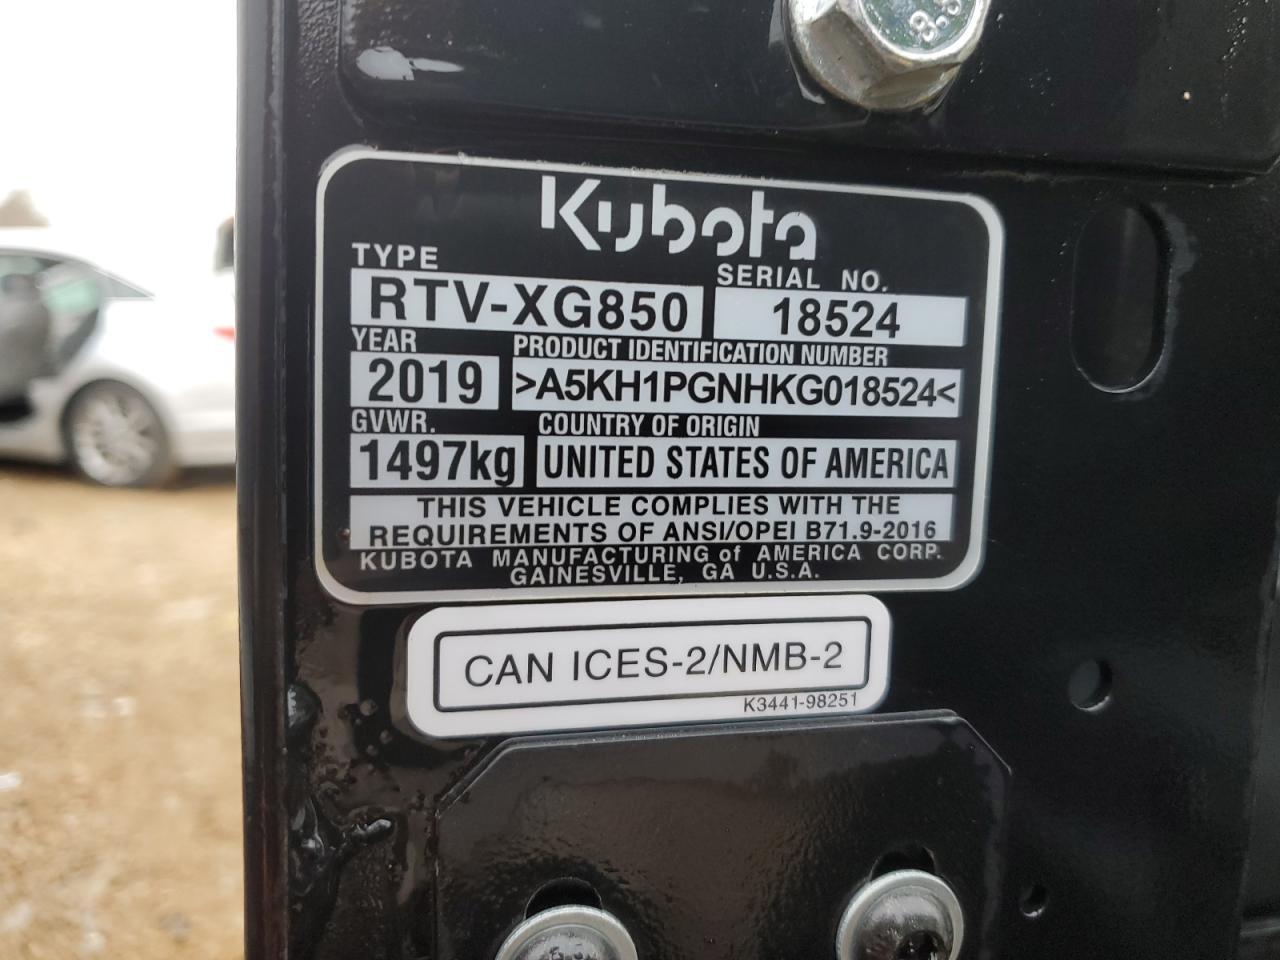 8.8
Kubota
TYPE SERIAL NO.
RTV-XG850 18524
YEAR PRODUCT IDENTIFICATION NUMBER
2019 >A5KH1PGNHKG018524<
GVWR. COUNTRY OF ORIGIN
1497kg UNITED STATES OF AMERICA
THIS VEHICLE COMPLIES WITH THE
REQUIREMENTS OF ANSI/OPEI B71.9-2016
KUBOTA MANUFACTURING of AMERICA CORP.
GAINESVILLE, GA U.S.A.
CAN ICES-2/NMB-2
K3441-98251